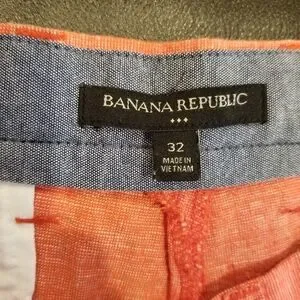 BANANA REPUBLIC
32
MADE IN
VIETNAM